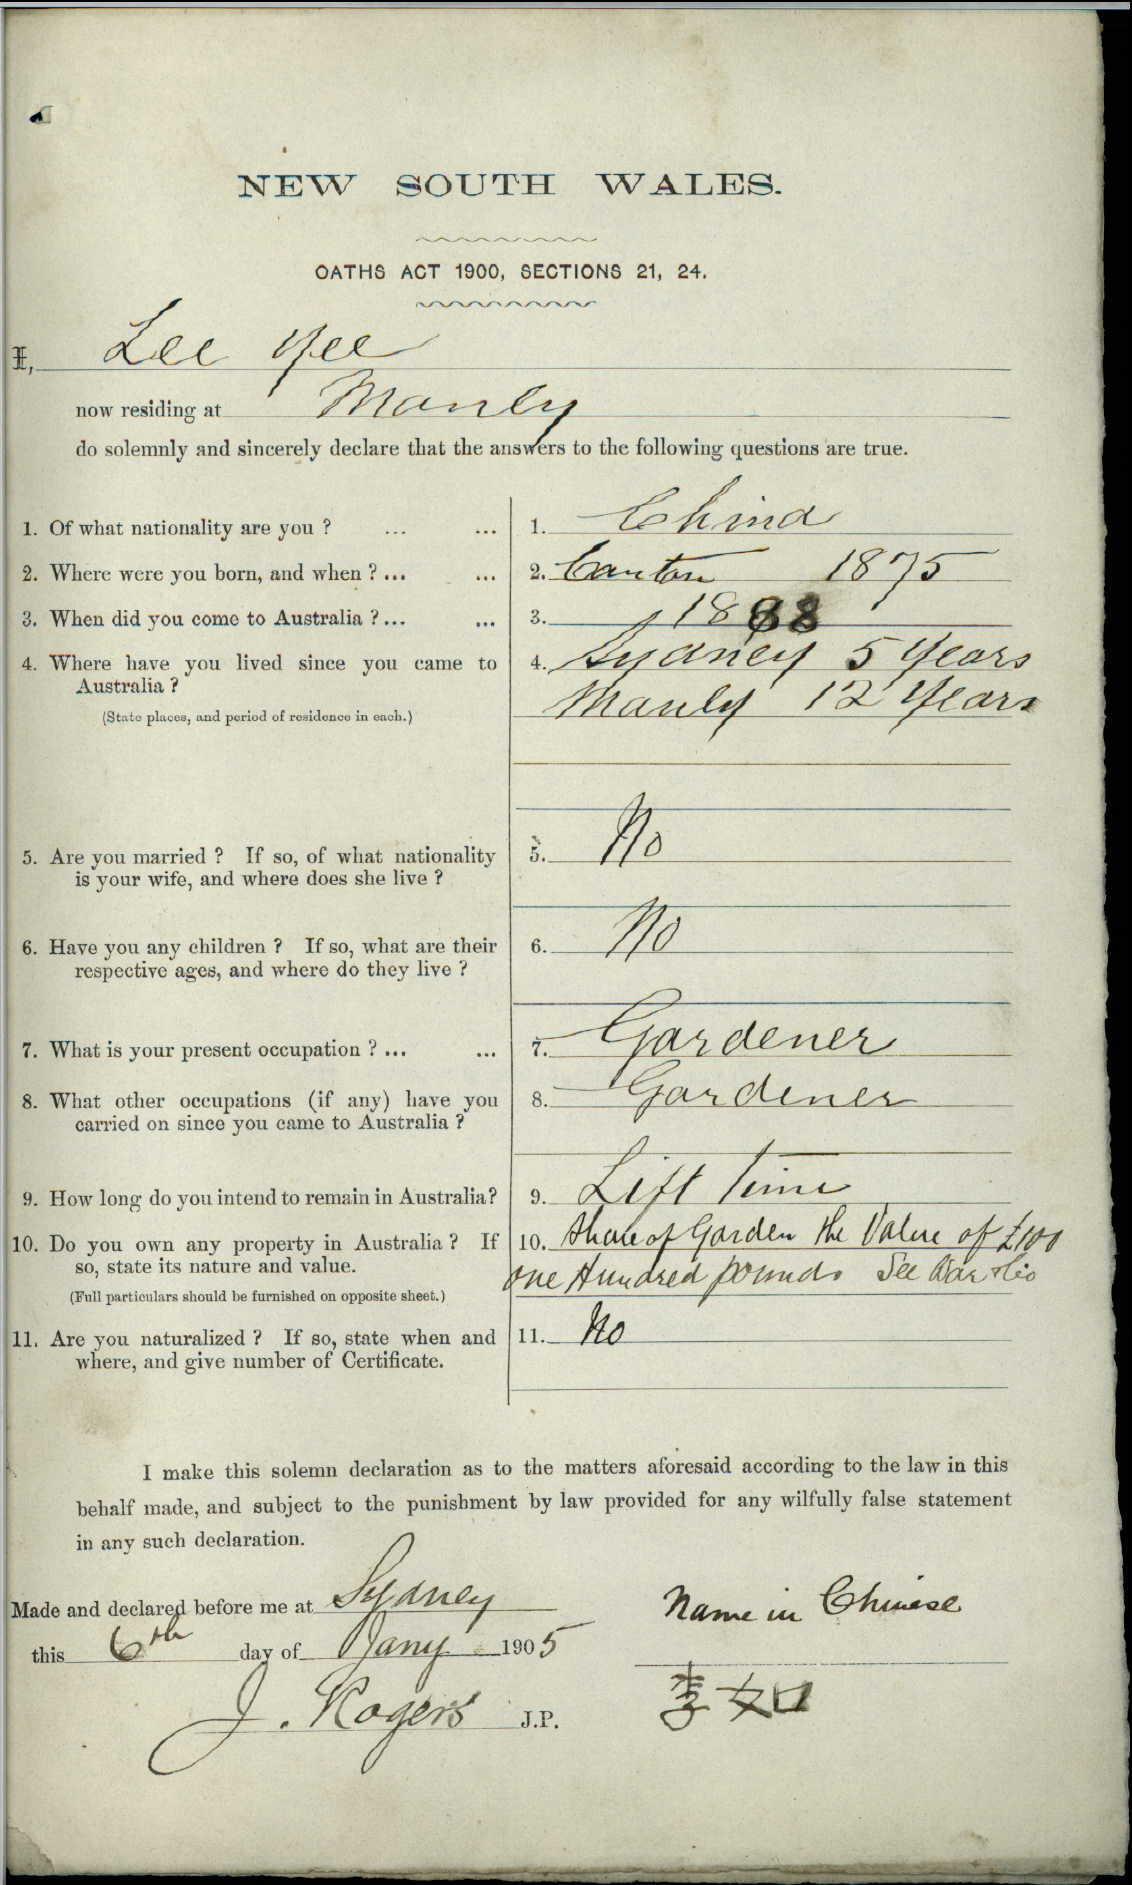 NEW SOUTH WALES.
OATHS ACT 1900, SECTIONS 21, 24.
I, Lee Yee
now residing at Manly
do solemnly and sincerely declare that the answers to the following questions are true.
1. Of what nationality are you ? ... ... 1. China
2. Where were you born, and when ? ... ... 2. Canton 1875
3. When did you come to Australia ? ... ... 3. 1888
4. Where have you lived since you came to 4. Sydney 5 Years
Australia ? Manly 12 Years
(State places, and period of residence in each.)
5. Are you married ? If so, of what nationality 5. No
is your wife, and where does she live ?
6. Have you any children ? If so, what are their 6. No
respective ages, and where do they live ?
7. What is your present occupation ? ... ... 7. Gardener
8. What other occupations (if any) have you 8. Gardener
carried on since you came to Australia ?
9. How long do you intend to remain in Australia? 9. Lift time
10. Do you own any property in Australia ? If 10. Share of Garden the Value of £100
so, state its nature and value. one Hundred pounds See
(Full particulars should be furnished on opposite sheet.)
11. Are you naturalized ? If so, state when and 11. No
where, and give number of Certificate.
I make this solemn declaration as to the matters aforesaid according to the law in this
behalf made, and subject to the punishment by law provided for any wilfully false statement
in any such declaration.
Made and declared before me at Sydney
this 6th day of Jany 1905
J. Rogers J.P.
Name in Chinese
李如